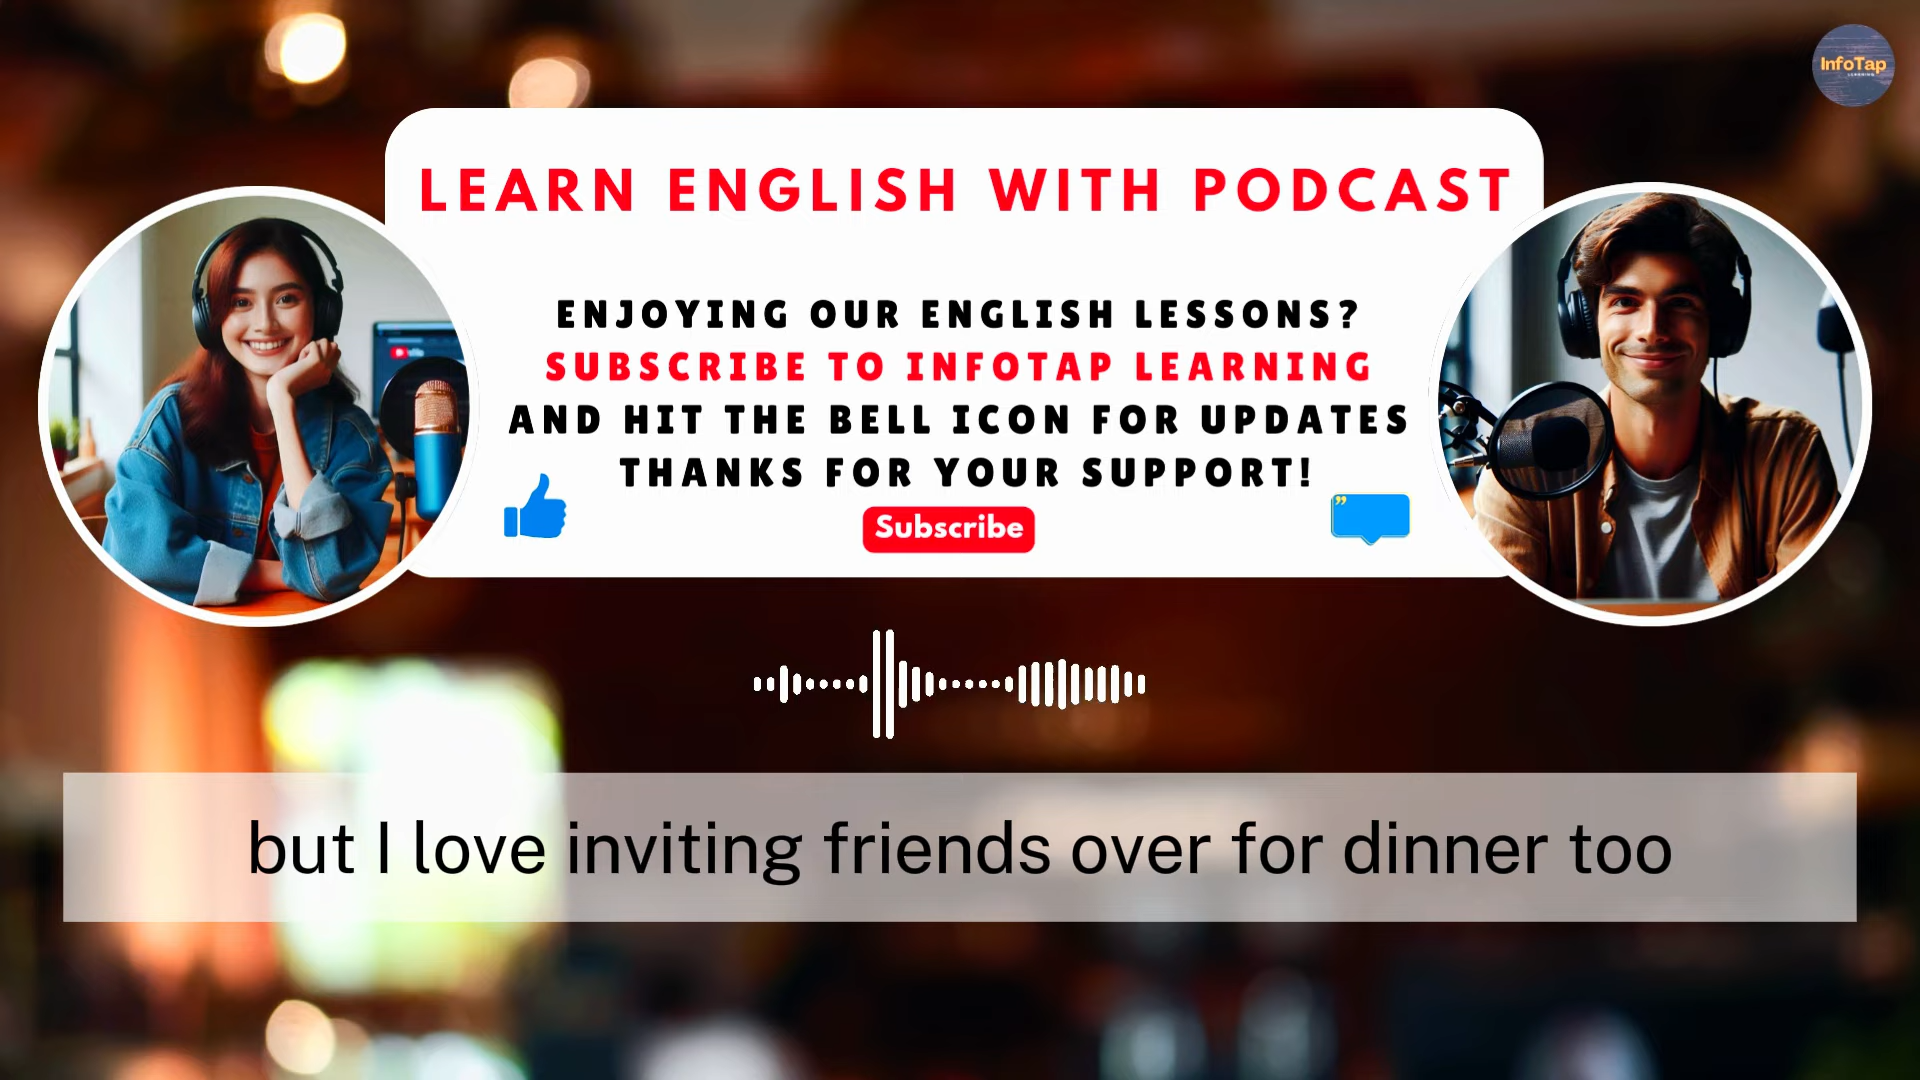 InfoTap
LEARNING
LEARN ENGLISH WITH PODCAST
ENJOYING OUR ENGLISH LESSONS?
SUBSCRIBE TO INFOTAP LEARNING
AND HIT THE BELL ICON FOR UPDATES
THANKS FOR YOUR SUPPORT!
Subscribe
but I love inviting friends over for dinner too